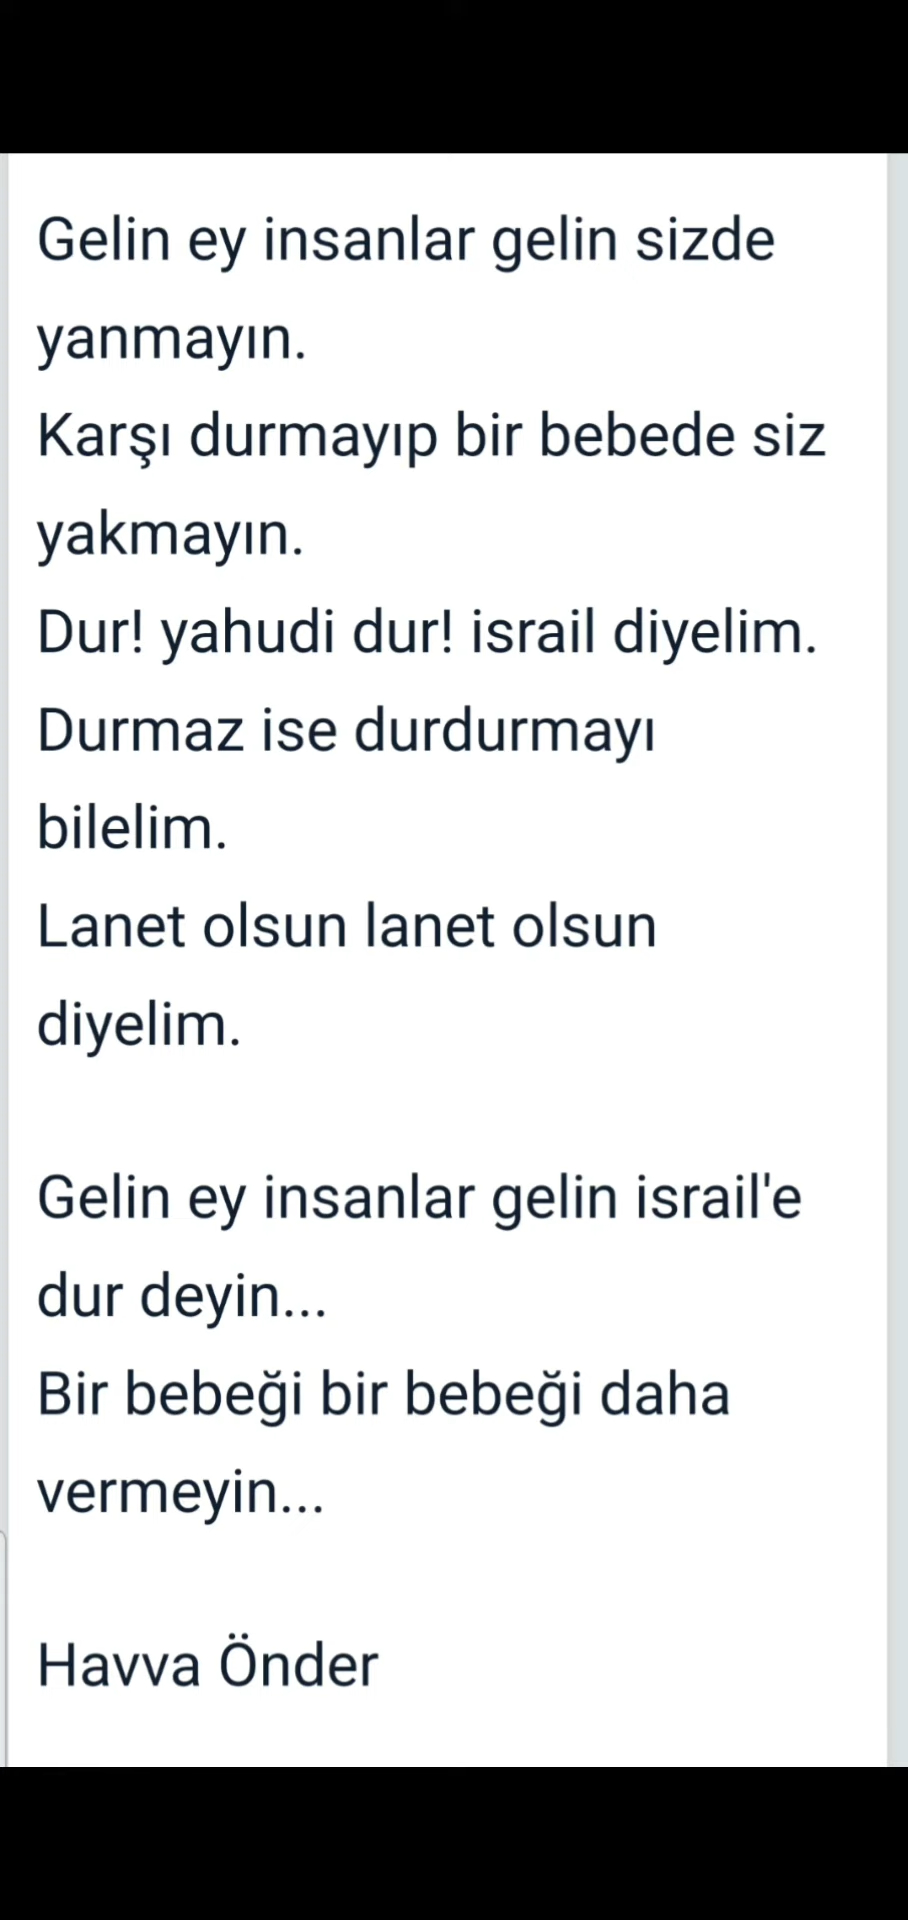 Gelin ey insanlar gelin sizde
yanmayın.
Karşı durmayıp bir bebede siz
yakmayın.
Dur! yahudi dur! israil diyelim.
Durmaz ise durdurmayı
bilelim.
Lanet olsun lanet olsun
diyelim.
Gelin ey insanlar gelin israil'e
dur deyin...
Bir bebeği bir bebeği daha
vermeyin...
Havva Önder